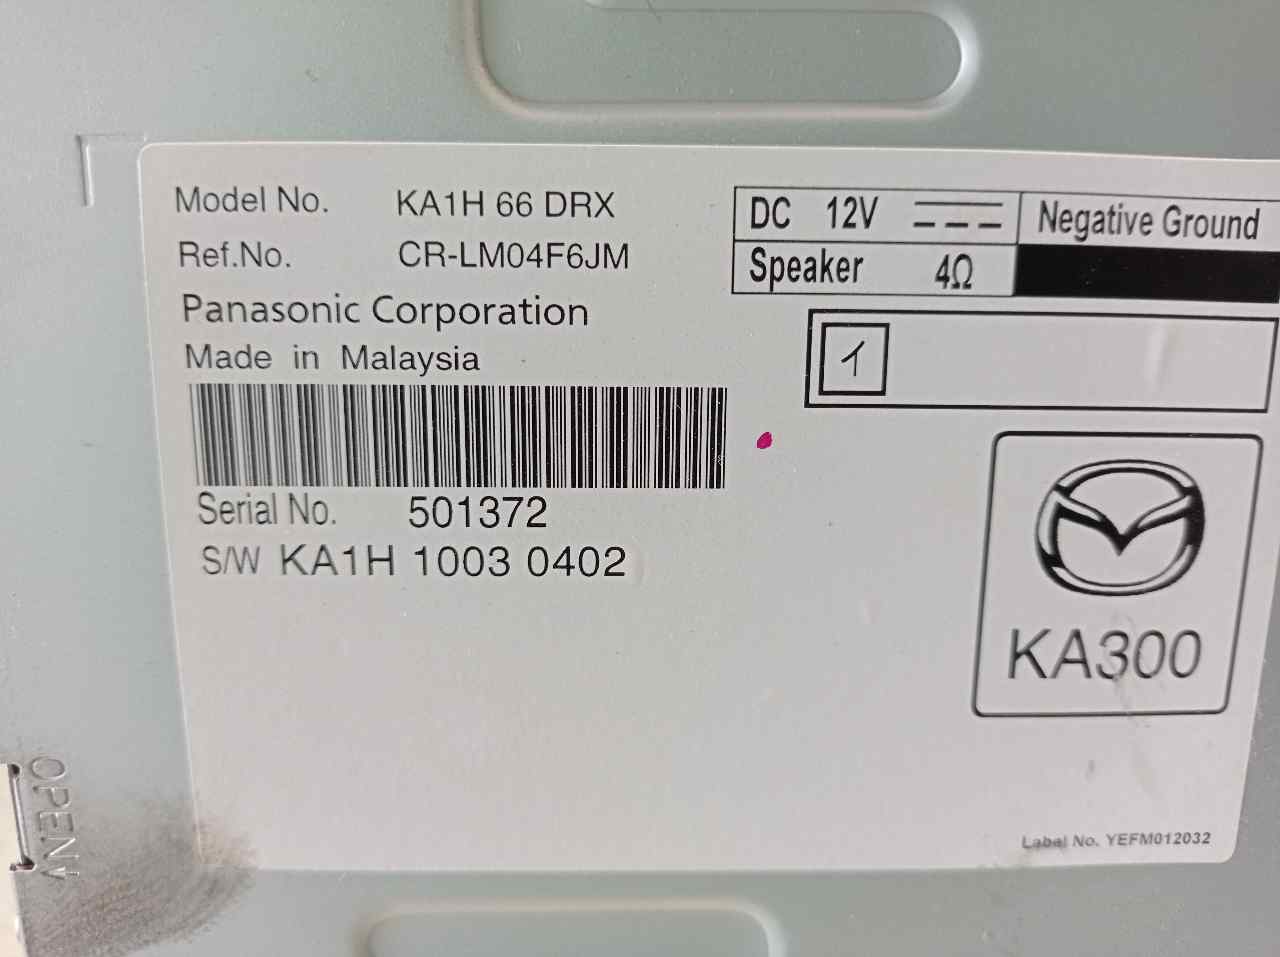 Model No. KA1H 66 DRX
Ref.No. CR-LM04F6JM
Panasonic Corporation
Made in Malaysia
Serial No. 501372
S/W KA1H 1003 0402
DC 12V Negative Ground
Speaker 4Ω
イ
KA300
Label No. YEFM012032
OPEN